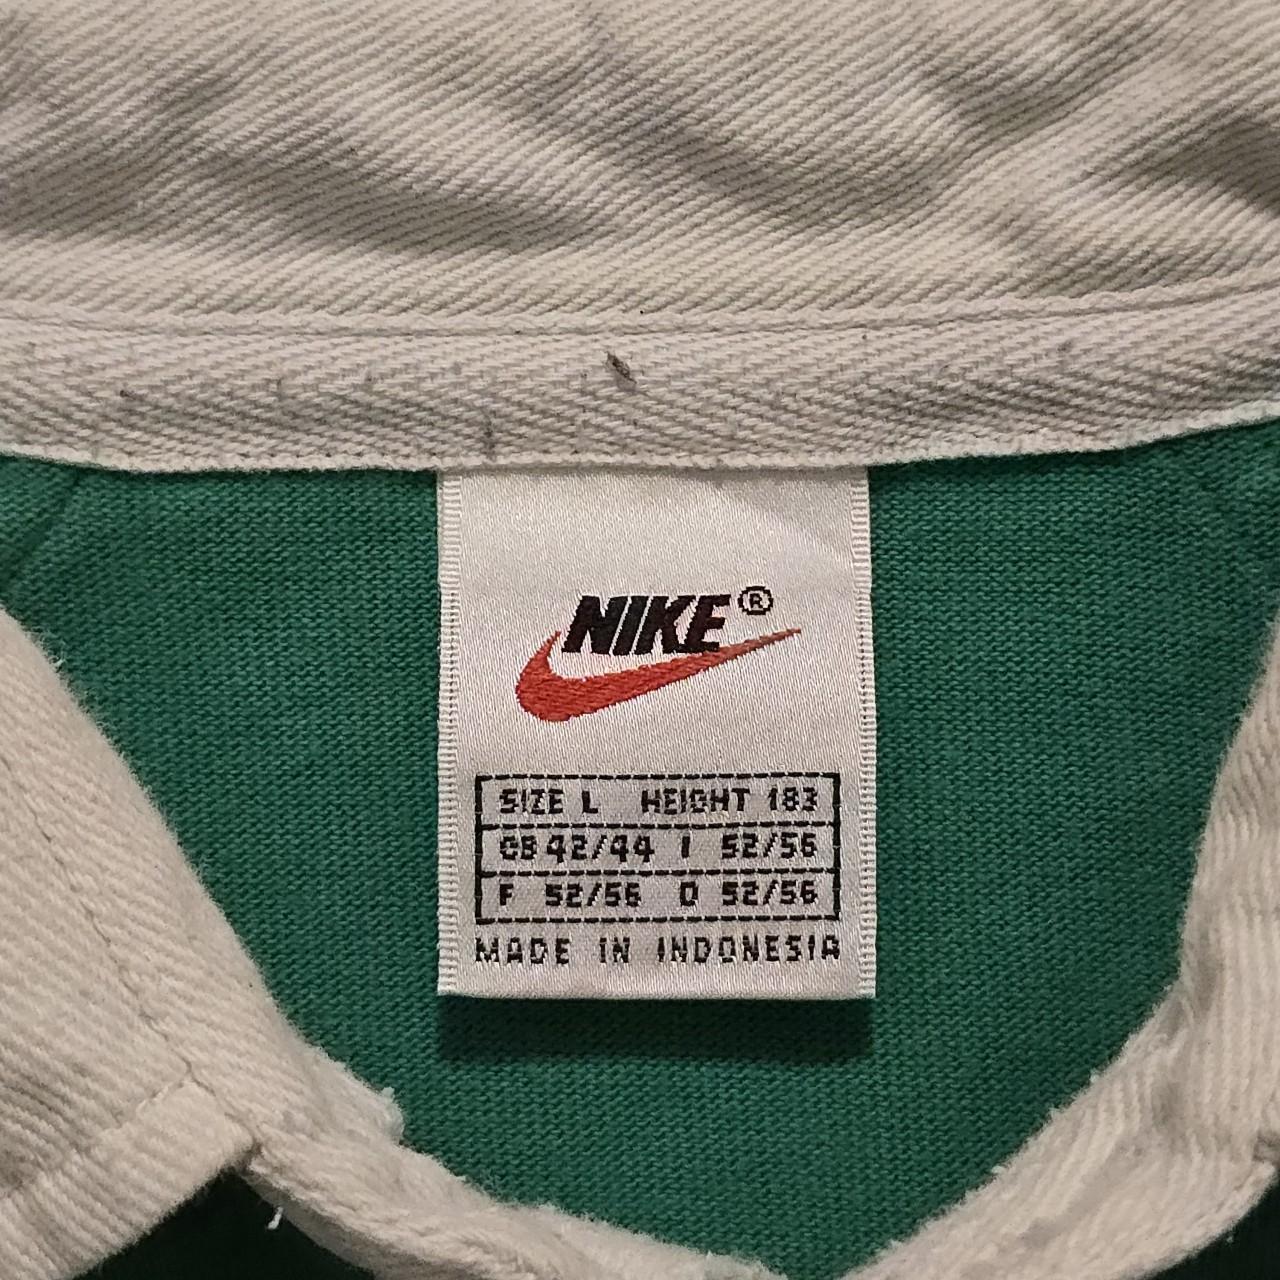 NIKE®
SIZE L HEIGHT 183
GB 42/44 I 52/56
F 52/56 D 52/56
MADE IN INDONESIA